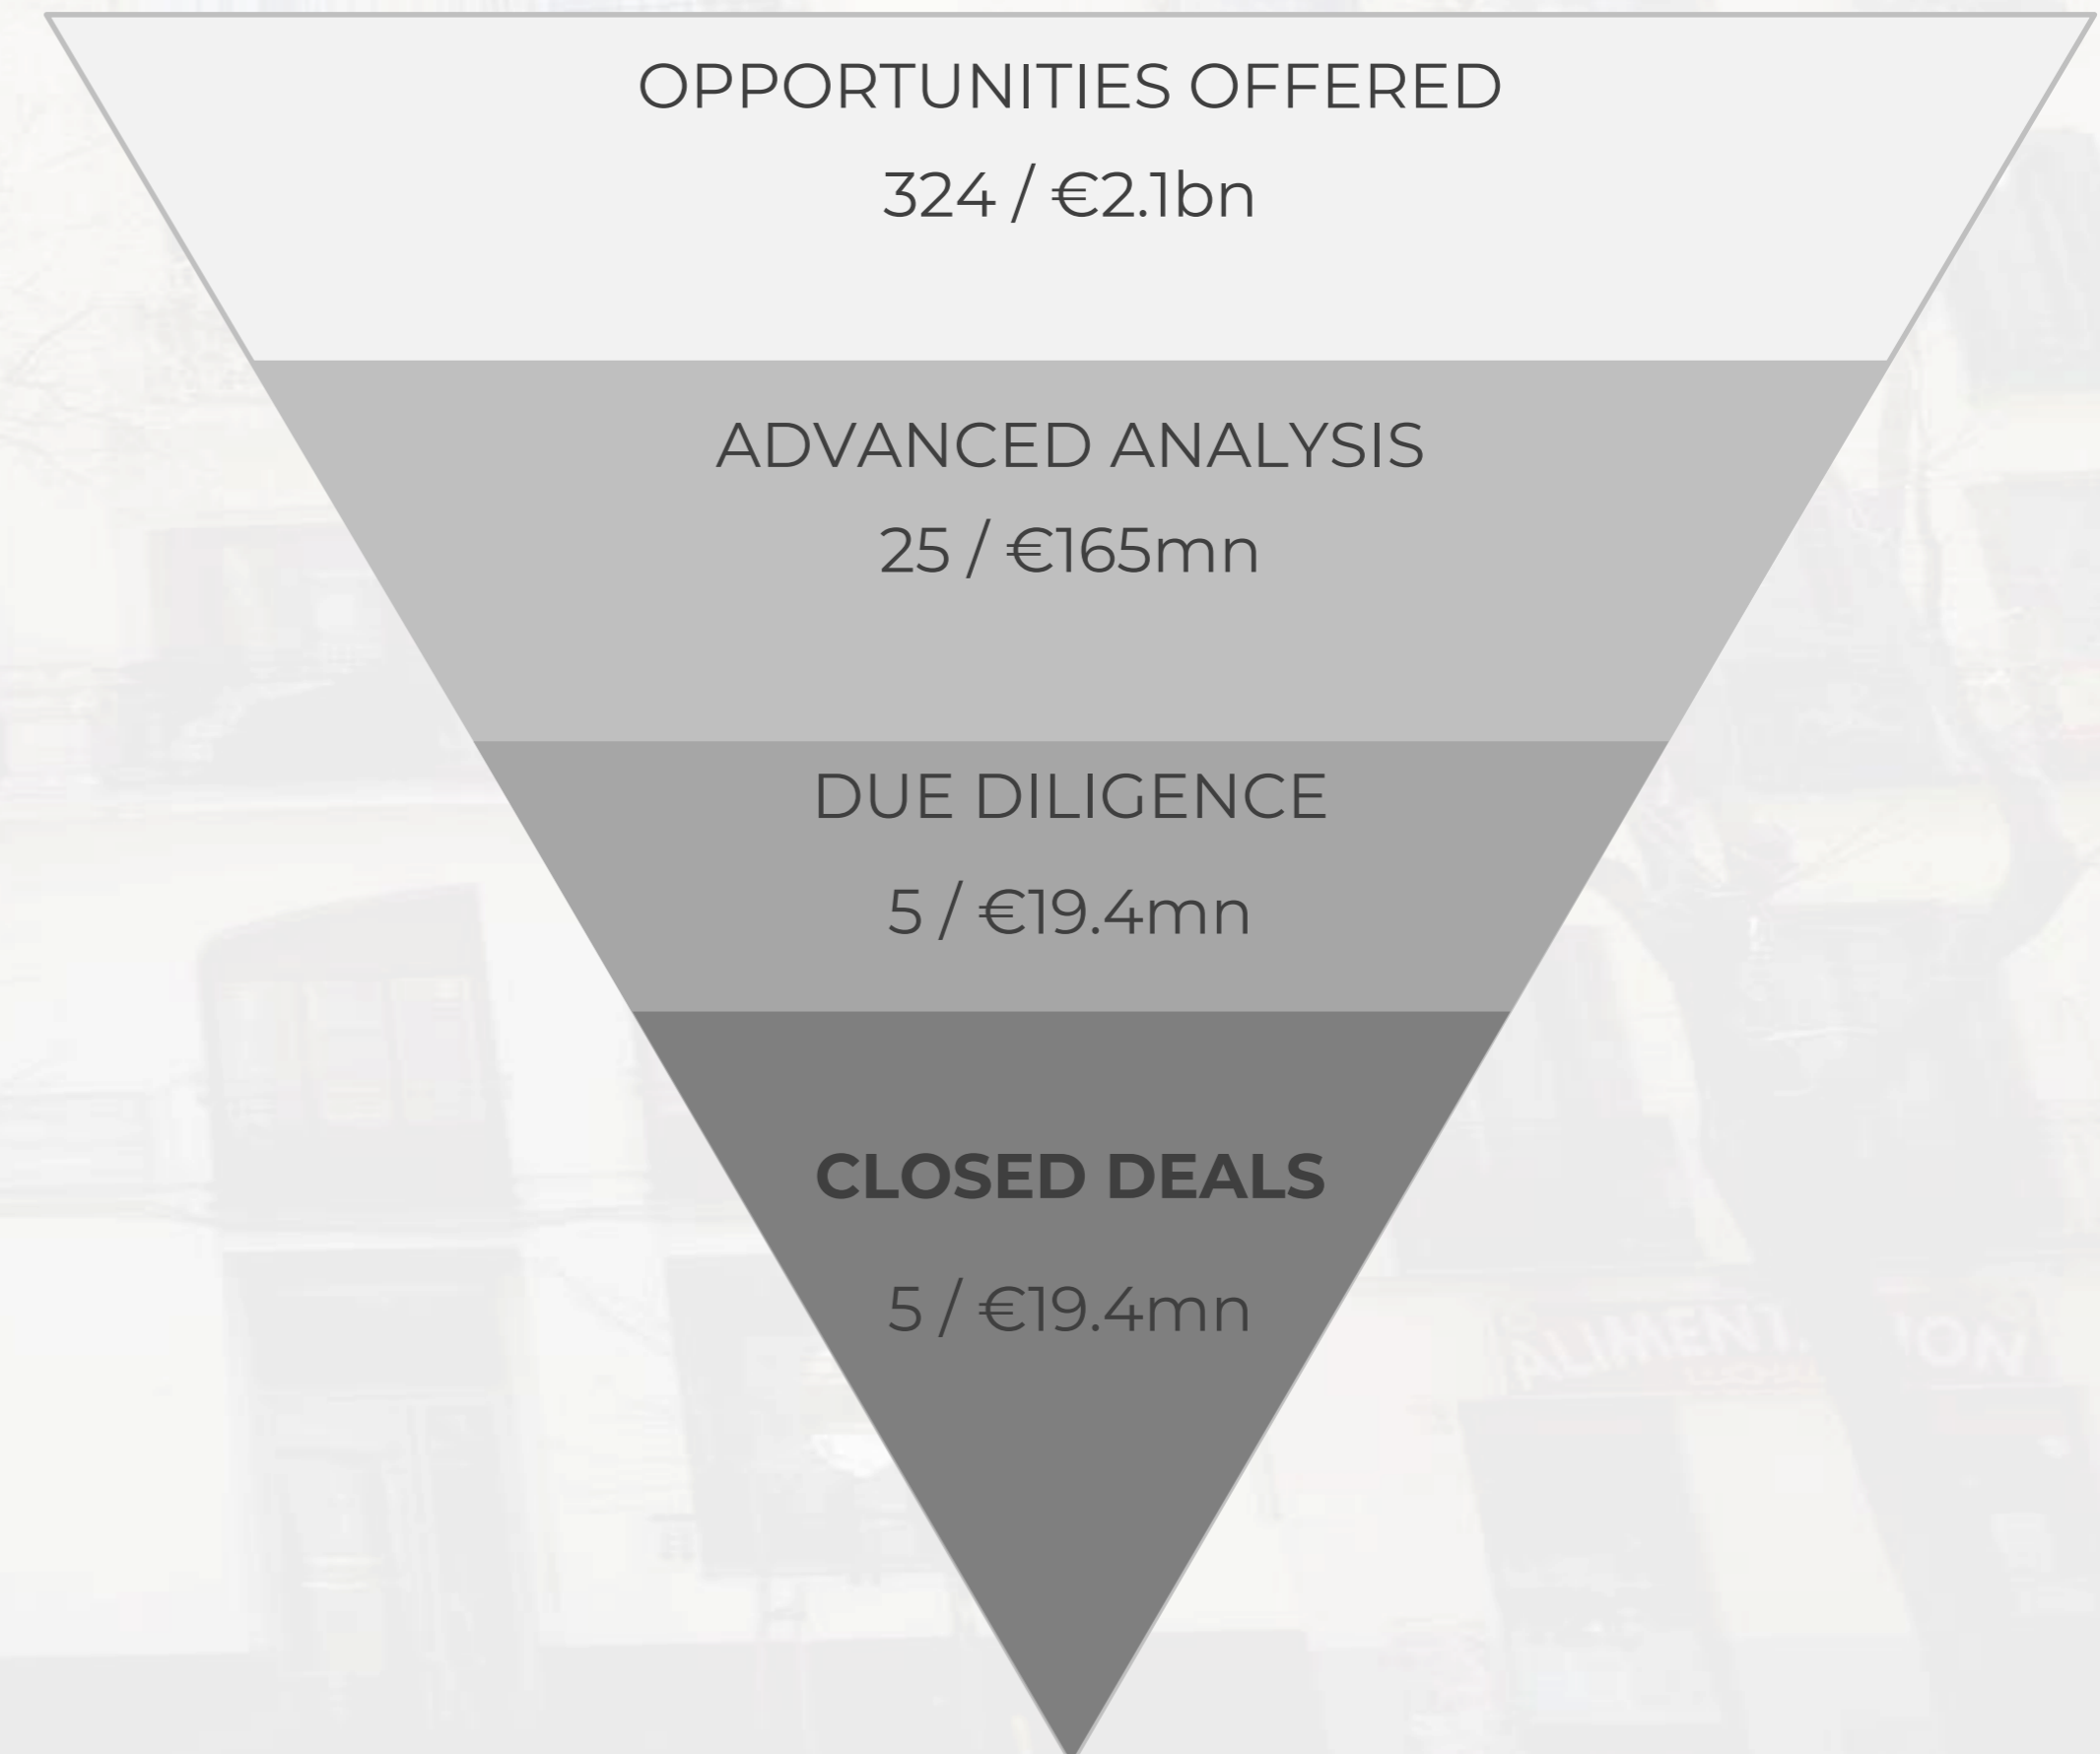 OPPORTUNITIES OFFERED
324 / €2.1bn
ADVANCED ANALYSIS
25 / €165mn
DUE DILIGENCE
5 / €19.4mn
CLOSED DEALS
5 / €19.4mn
ALIMENT.